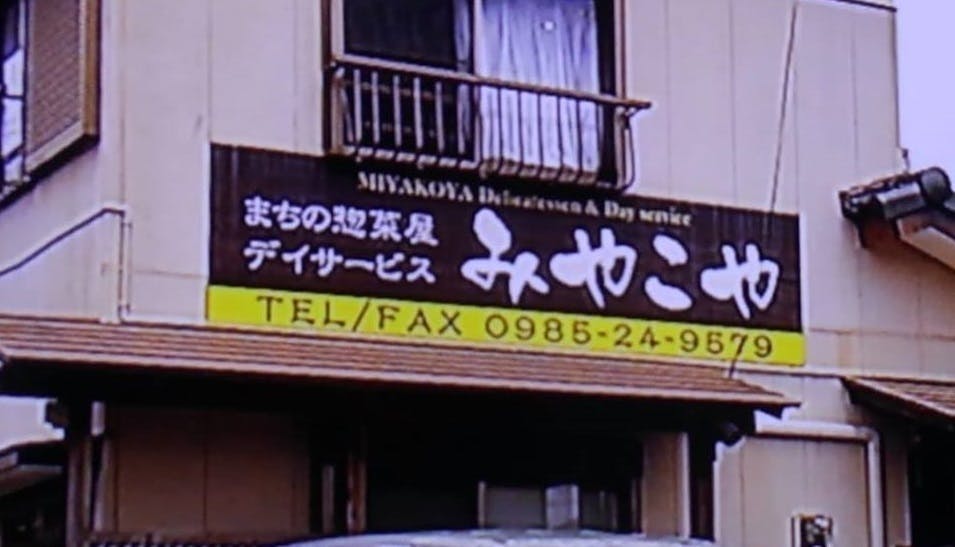 MIYAKOYA Delicatessen & Day service
まちの惣菜屋
デイサービス
みやこや
TEL/FAX 0985-24-9579